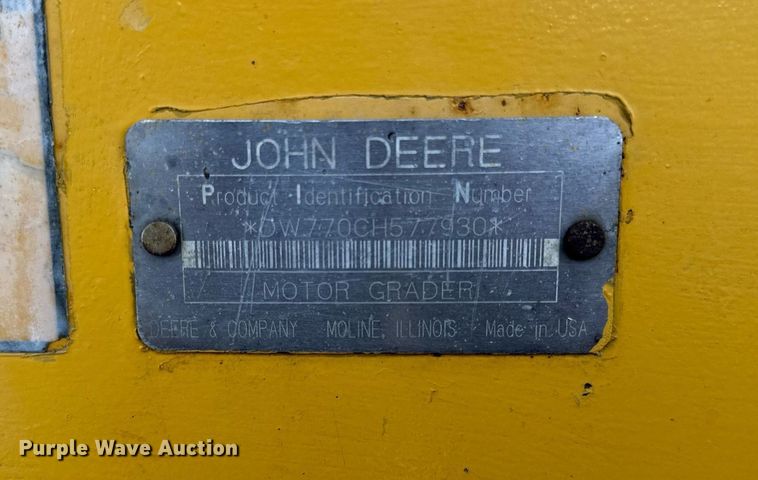 JOHN DEERE
Product Identification Number
*DW770CH577930*
MOTOR GRADER
DEERE & COMPANY MOLINE, ILLINOIS Made in USA
Purple Wave Auction